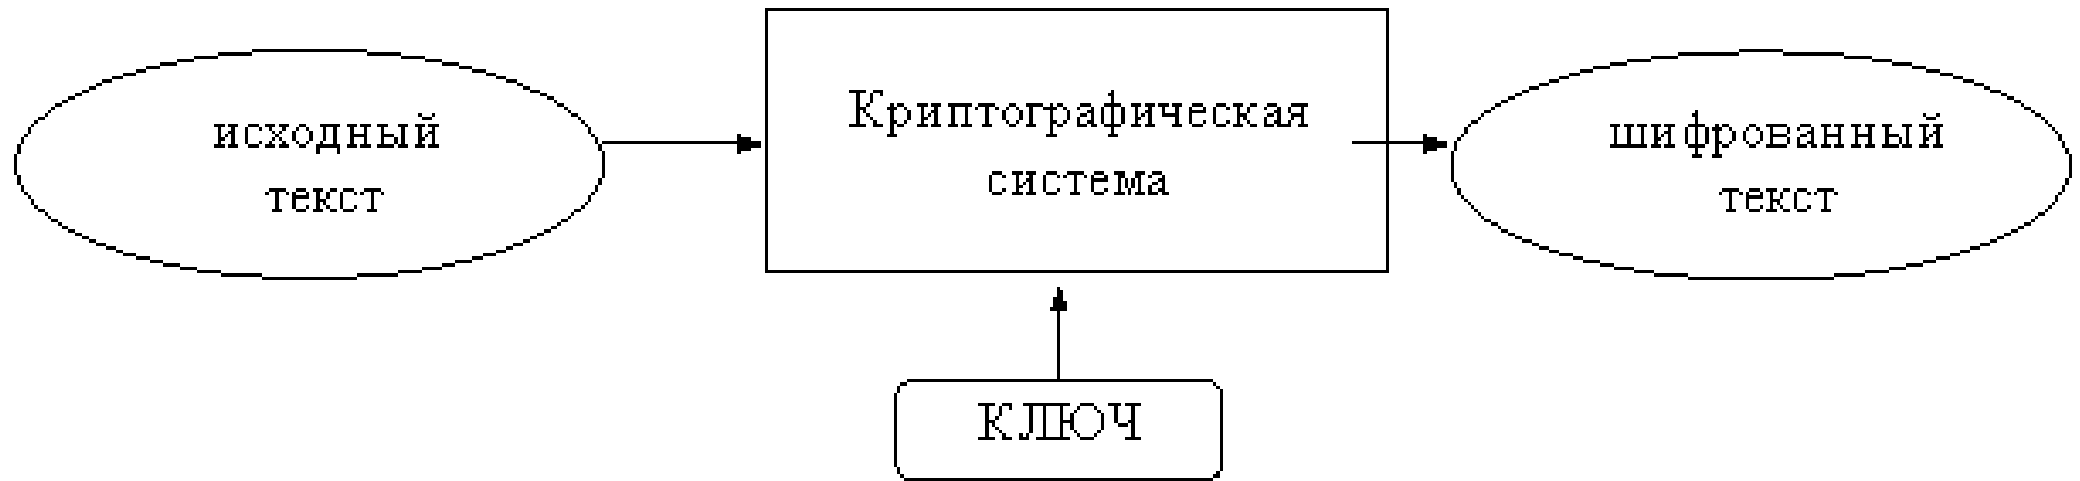 исходный
текст
Криптографическая
система
шифрованный
текст
КЛЮЧ